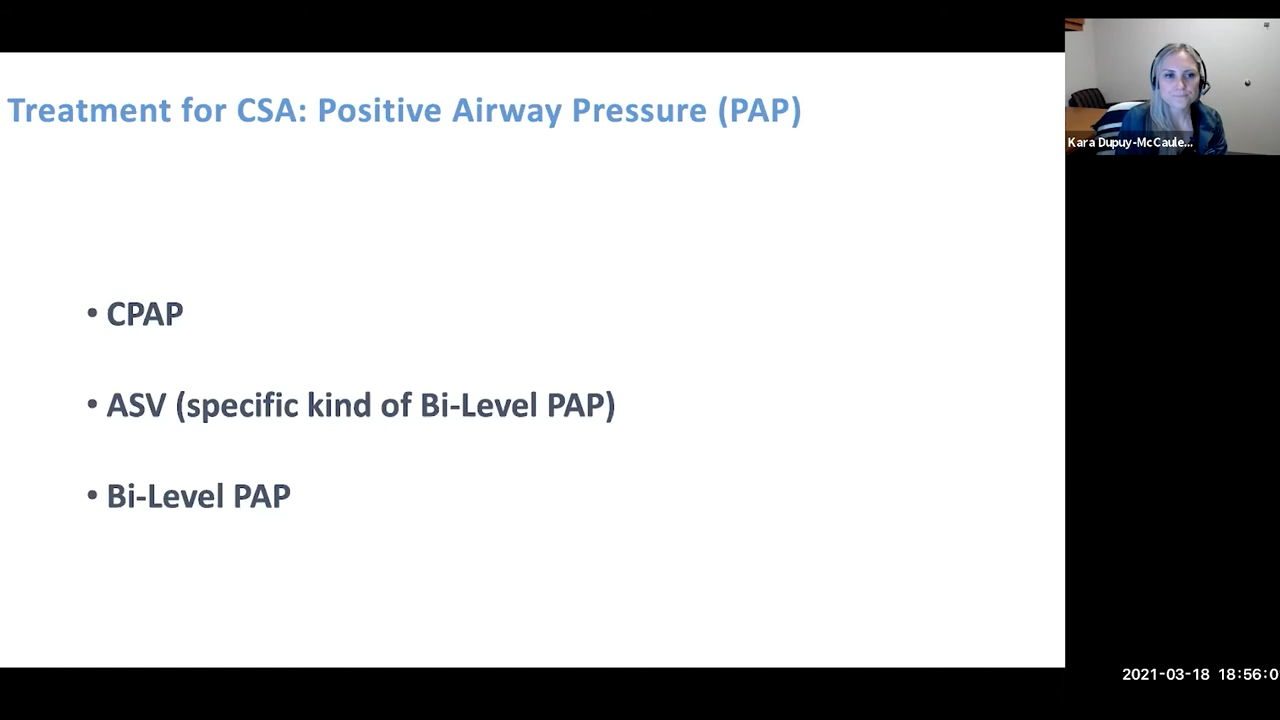 Treatment for CSA: Positive Airway Pressure (PAP)
Kara Dupuy-McCaule...
• CPAP
• ASV (specific kind of Bi-Level PAP)
• Bi-Level PAP
2021-03-18 18:56:0